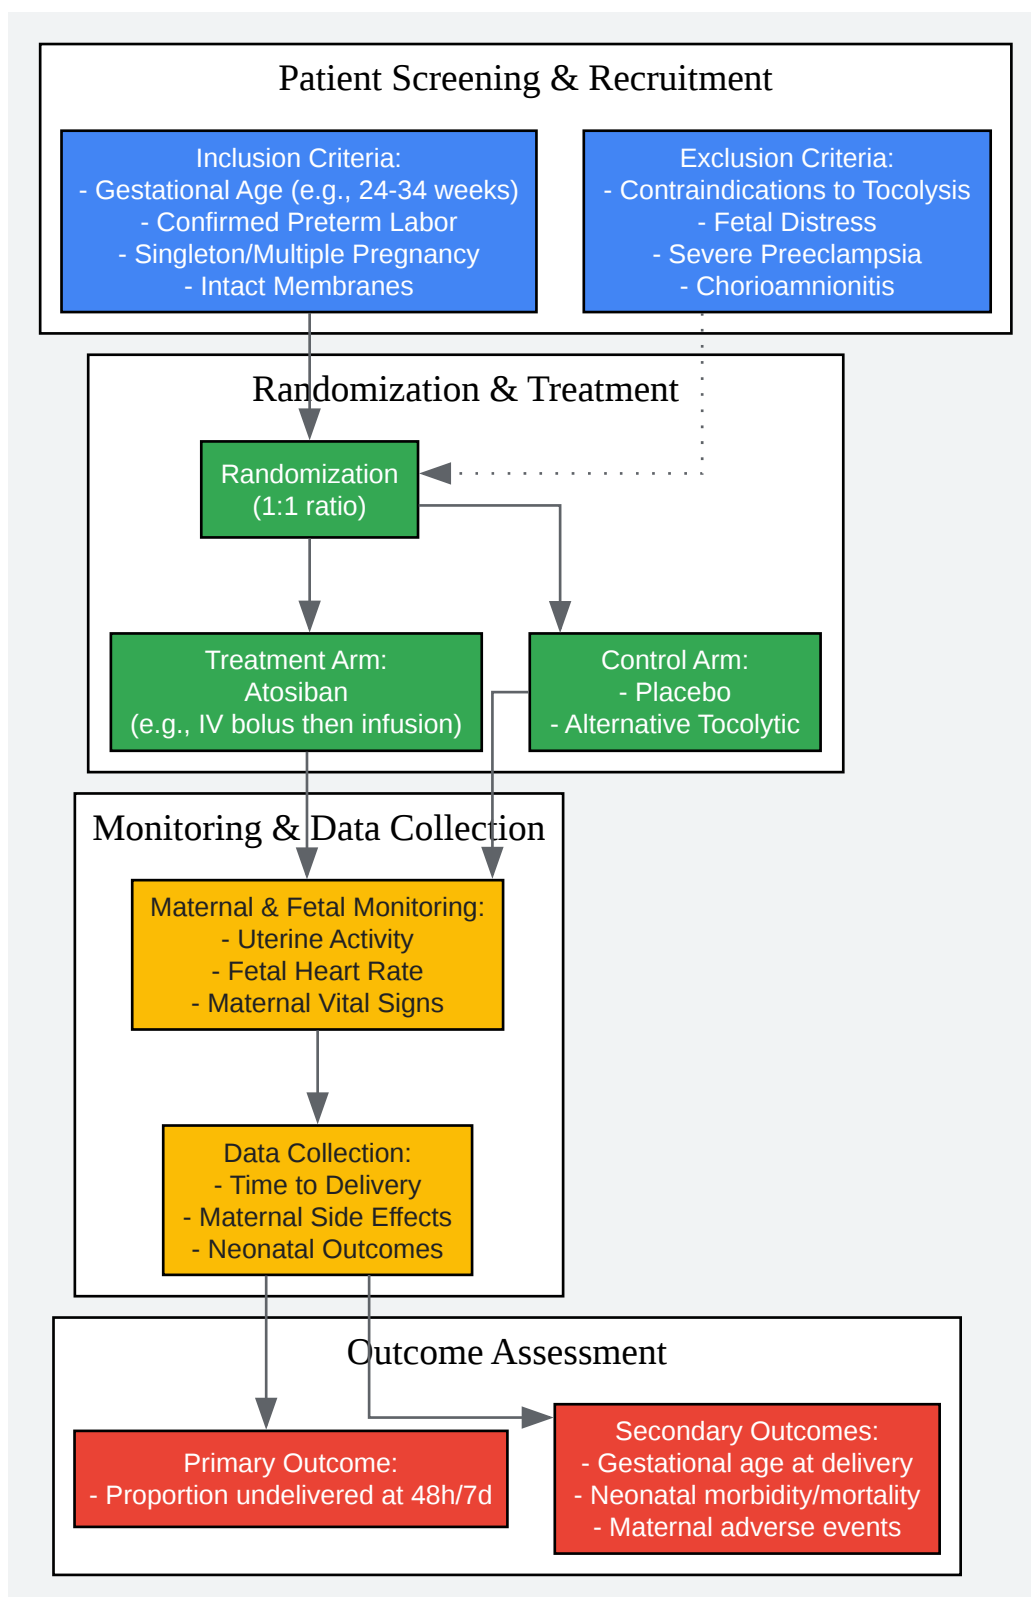 Patient Screening & Recruitment
Inclusion Criteria:
- Gestational Age (e.g., 24-34 weeks)
- Confirmed Preterm Labor
- Singleton/Multiple Pregnancy
- Intact Membranes
Exclusion Criteria:
- Contraindications to Tocolysis
- Fetal Distress
- Severe Preeclampsia
- Chorioamnionitis
Randomization & Treatment
Randomization
(1:1 ratio)
Treatment Arm:
Atosiban
(e.g., IV bolus then infusion)
Control Arm:
- Placebo
- Alternative Tocolytic
Monitoring & Data Collection
Maternal & Fetal Monitoring:
- Uterine Activity
- Fetal Heart Rate
- Maternal Vital Signs
Data Collection:
- Time to Delivery
- Maternal Side Effects
- Neonatal Outcomes
Outcome Assessment
Primary Outcome:
- Proportion undelivered at 48h/7d
Secondary Outcomes:
- Gestational age at delivery
- Neonatal morbidity/mortality
- Maternal adverse events